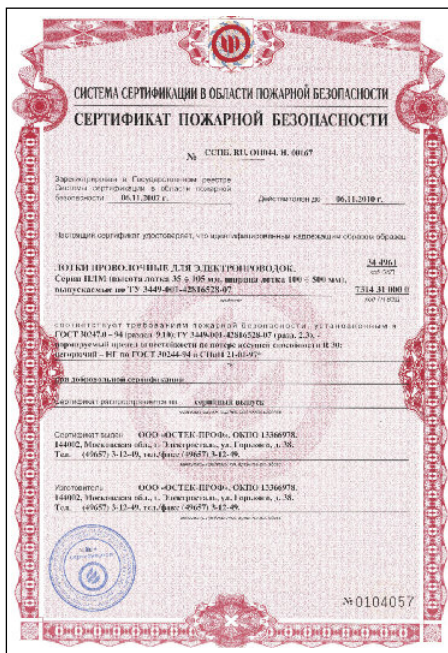 СИСТЕМА СЕРТИФИКАЦИИ В ОБЛАСТИ ПОЖАРНОЙ БЕЗОПАСНОСТИ
СЕРТИФИКАТ ПОЖАРНОЙ БЕЗОПАСНОСТИ
№ ССПБ. RU. ОП044. Н. 00167
Зарегистрирован в Государственном реестре
Системы сертификации в области пожарной
безопасности 06.11.2007 г. Действителен до 06.11.2010 г.
Настоящий сертификат удостоверяет, что идентифицированный надлежащим образом образец
34 4961
ЛОТКИ ПРОВОЛОЧНЫЕ ДЛЯ ЭЛЕКТРОПРОВОДОК.
Серия ПЛМ (высота лотка 35 ÷ 105 мм, ширина лотка 100 ÷ 500 мм),
выпускаемые по ТУ 3449-001-42816528-07 7314 31 000 0
соответствует требованиям пожарной безопасности, установленным в
ГОСТ 30247.0 – 94 (раздел 9.10); ТУ 3449-001-42816528-07 (разд. 2.3), -
нормируемый предел огнестойкости по потере несущей способности R 30;
негорючий – НГ по ГОСТ 30244-94 и СНиП 21-01-97*
при добровольной сертификации
Сертификат распространяется на серийный выпуск
Сертификат выдан ООО «ОСТЕК-ПРОФ», ОКПО 13366978.
144002, Московская обл., г. Электросталь, ул. Горького, д. 38.
Тел. (49657) 3-12-49, тел./факс (49657) 3-12-49.
Изготовитель ООО «ОСТЕК-ПРОФ», ОКПО 13366978.
144002, Московская обл., г. Электросталь, ул. Горького, д. 38.
Тел. (49657) 3-12-49, тел./факс (49657) 3-12-49.
№0104057